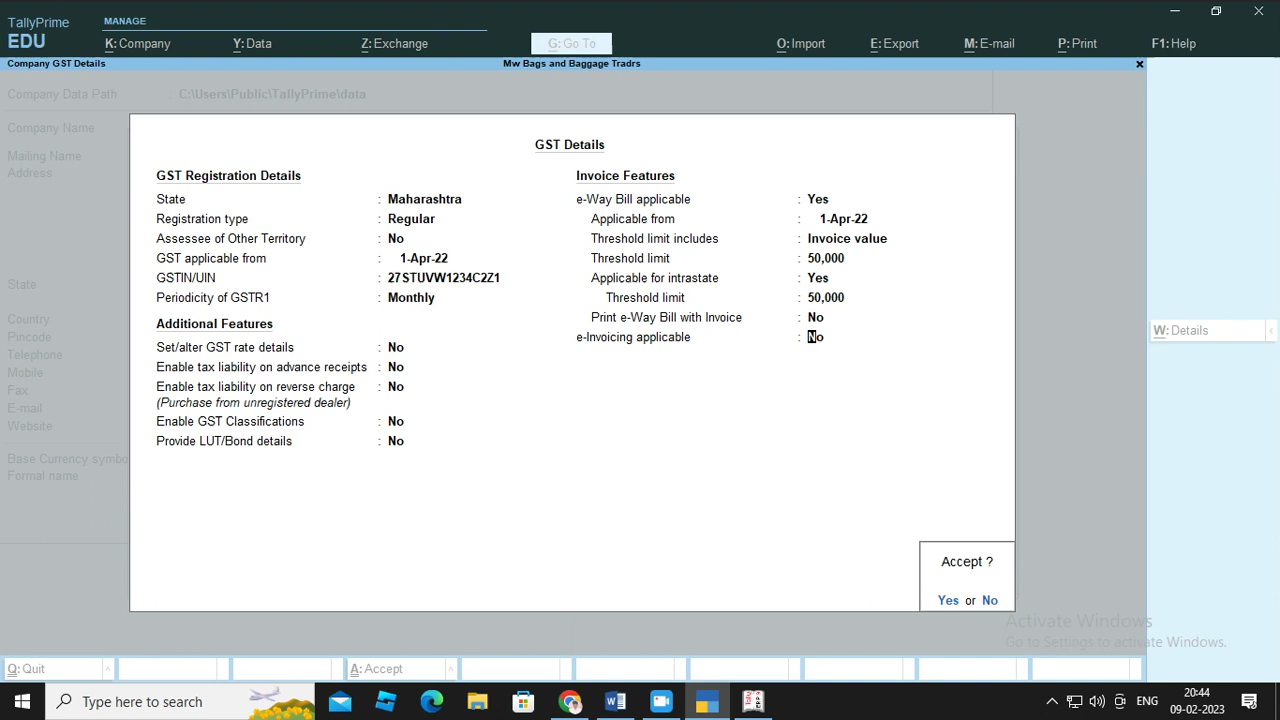 TallyPrime
EDU
MANAGE
K: Company
Y: Data
Z: Exchange
G: Go To
O: Import
E: Export
M: E-mail
P: Print
F1: Help
Company GST Details
Mw Bags and Baggage Tradrs
Company Data Path
C:\Users\Public\TallyPrime\data
Company Name
Mailing Name
Address
State
Country
Pincode
Telephone
Mobile
Fax
E-mail
Website
Base Currency symbo
Formal name
GST Details
GST Registration Details
State : Maharashtra
Registration type : Regular
Assessee of Other Territory : No
GST applicable from : 1-Apr-22
GSTIN/UIN : 27STUVW1234C2Z1
Periodicity of GSTR1 : Monthly
Additional Features
Set/alter GST rate details : No
Enable tax liability on advance receipts : No
Enable tax liability on reverse charge : No
(Purchase from unregistered dealer)
Enable GST Classifications : No
Provide LUT/Bond details : No
Invoice Features
e-Way Bill applicable : Yes
Applicable from : 1-Apr-22
Threshold limit includes : Invoice value
Threshold limit : 50,000
Applicable for intrastate : Yes
Threshold limit : 50,000
Print e-Way Bill with Invoice : No
e-Invoicing applicable : No
W: Details
Accept ?
Yes or No
Activate Windows
Go to Settings to activate Windows.
Q: Quit
A: Accept
Type here to search
ENG
20:44
09-02-2023